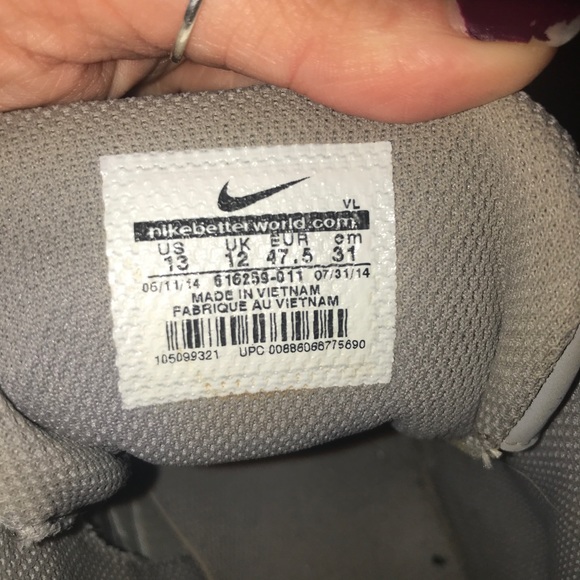 VL
nikebetterworld.com
US UK EUR cm
13 12 47.5 31
06/11/14 616259-011 07/31/14
MADE IN VIETNAM
FABRIQUE AU VIETNAM
105099321 UPC 00886066775690